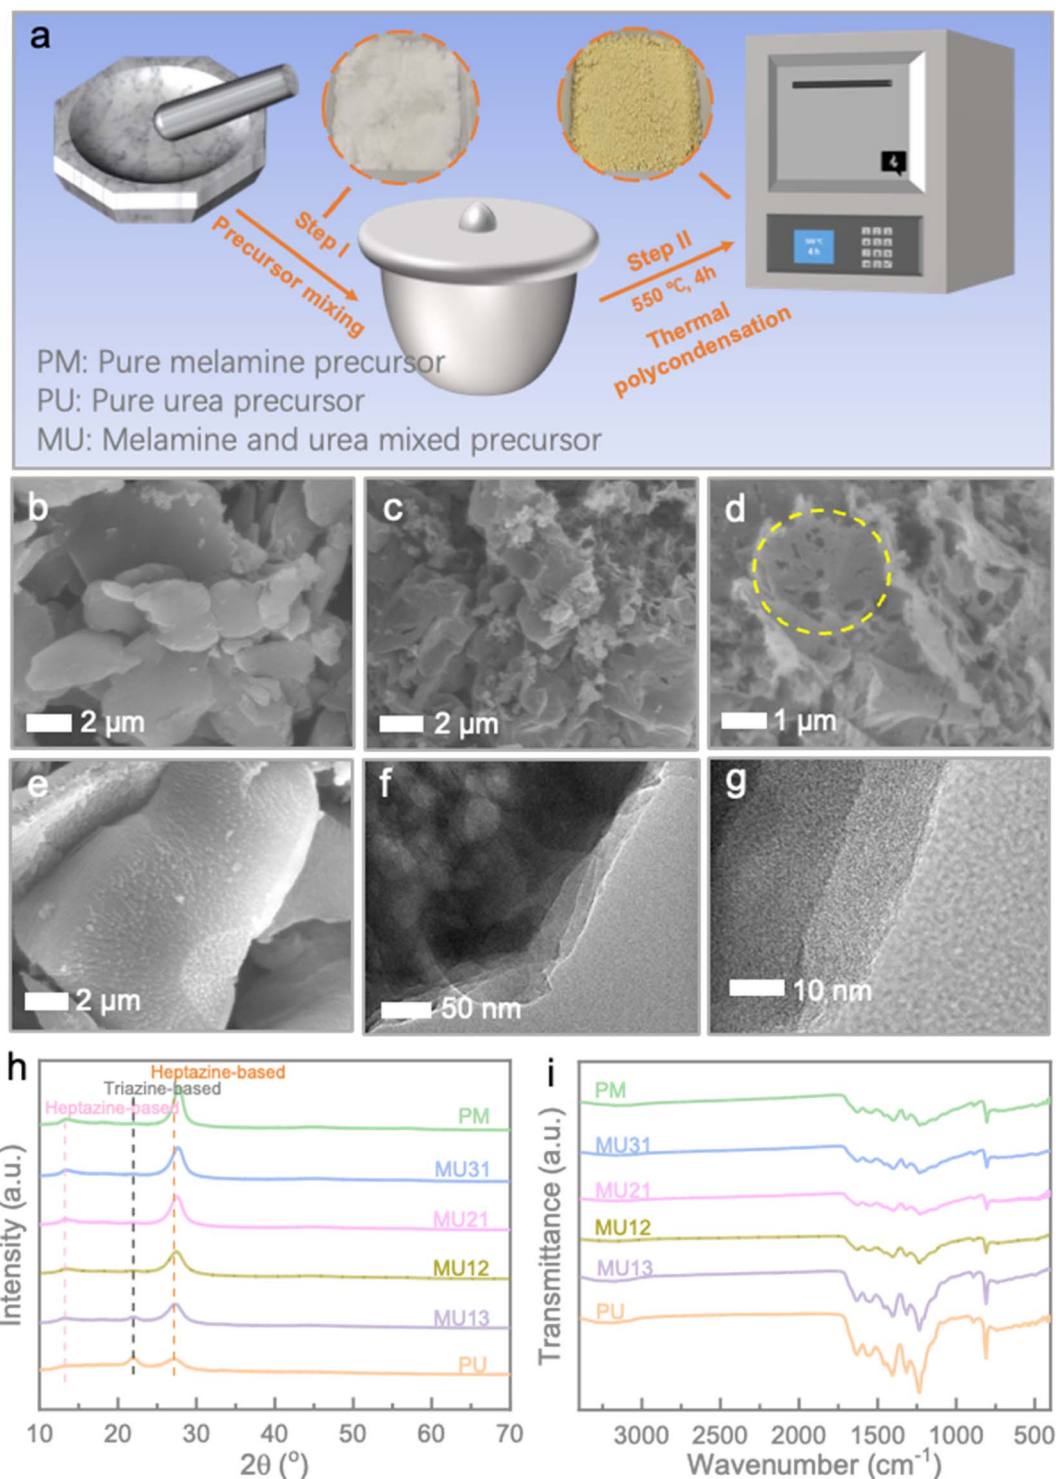 a
Step I
Precursor mixing
Step II
550 °C, 4h
Thermal
polycondensation
4 h
PM: Pure melamine precursor
PU: Pure urea precursor
MU: Melamine and urea mixed precursor
b
2 μm
c
2 μm
d
1 μm
e
2 μm
f
50 nm
g
10 nm
h
Heptazine-based
Triazine-based
Heptazine-based
PM
MU31
MU21
MU12
MU13
PU
Intensity (a.u.)
10 20 30 40 50 60 70
2θ (°)
i
PM
MU31
MU21
MU12
MU13
PU
Transmittance (a.u.)
3000 2500 2000 1500 1000 500
Wavenumber (cm⁻¹)